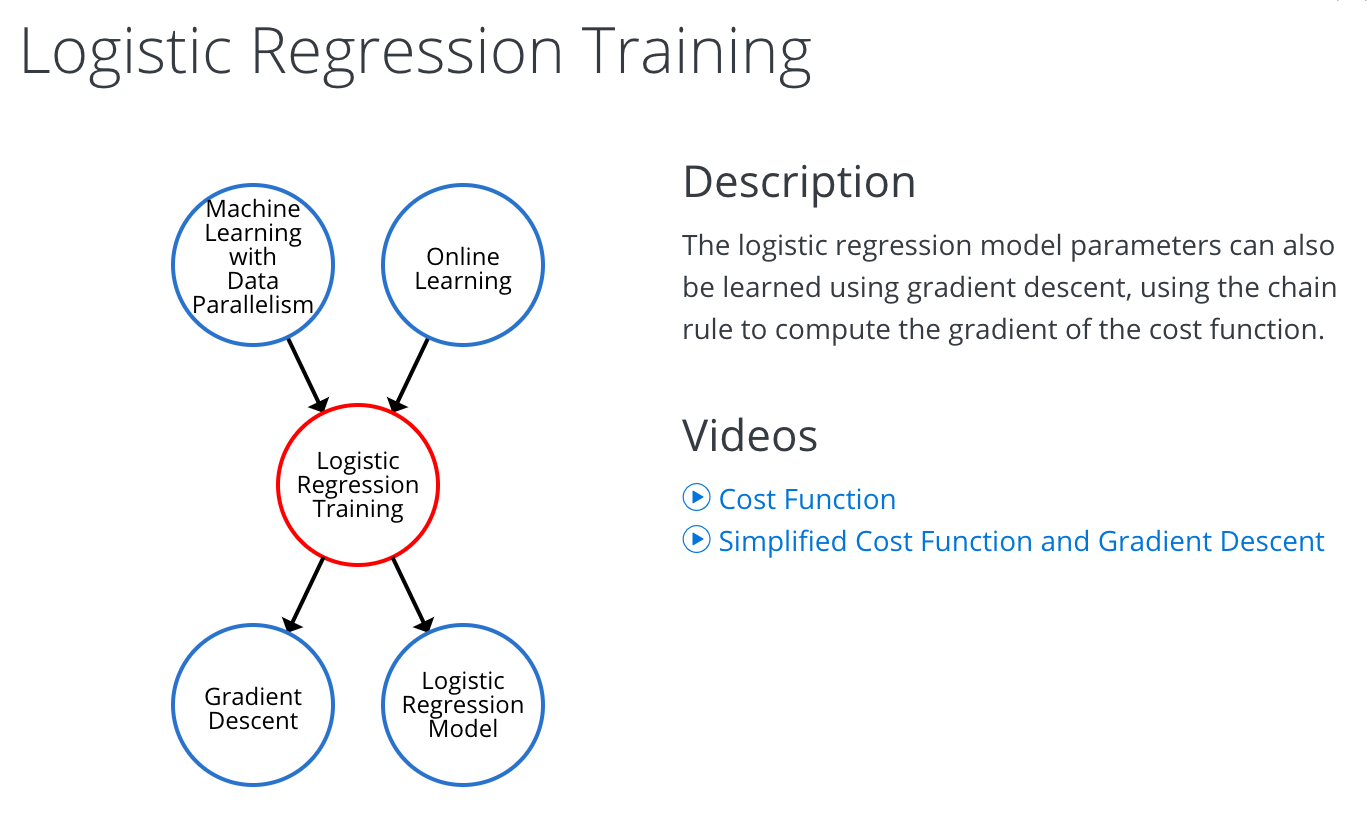 Logistic Regression Training
Machine
Learning
with
Data
Parallelism
Online
Learning
Logistic
Regression
Training
Gradient
Descent
Logistic
Regression
Model
Description
The logistic regression model parameters can also
be learned using gradient descent, using the chain
rule to compute the gradient of the cost function.
Videos
Cost Function
Simplified Cost Function and Gradient Descent